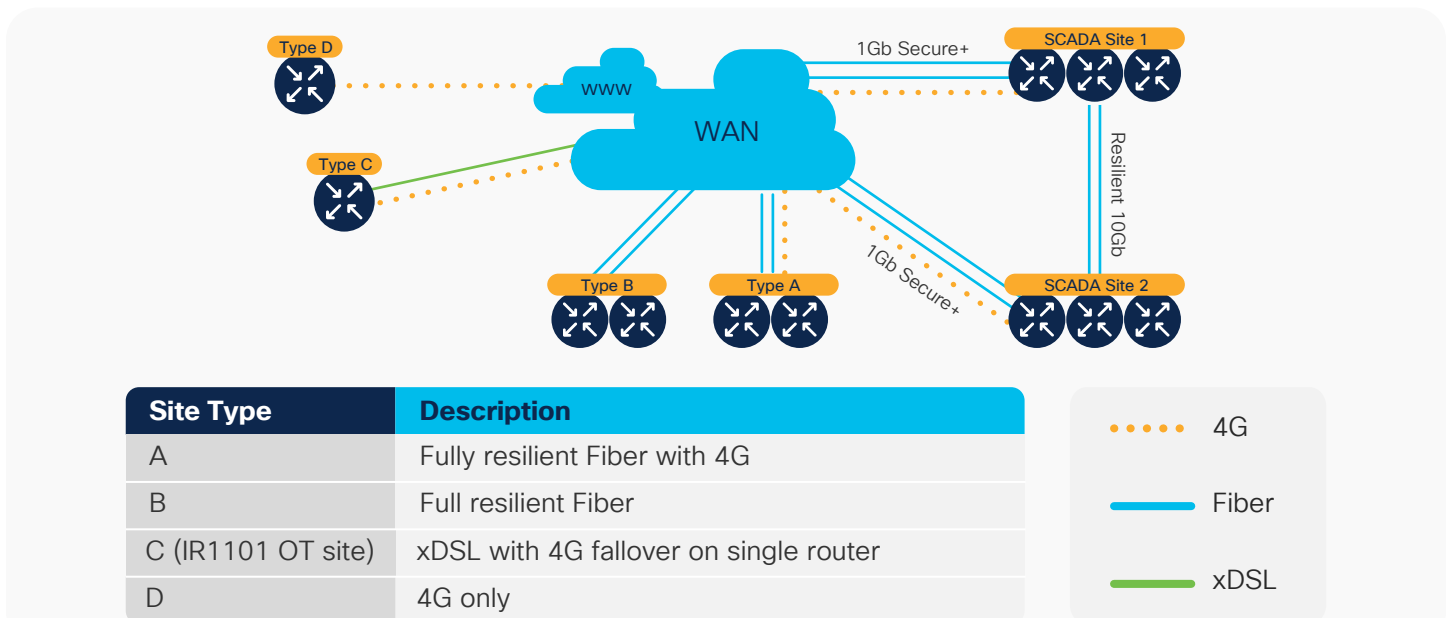 Type D
www
1Gb Secure+
SCADA Site 1
WAN
Type C
Resilient 10Gb
1Gb Secure+
Type B
Type A
SCADA Site 2
Site Type Description
A Fully resilient Fiber with 4G
B Full resilient Fiber
C (IR1101 OT site) xDSL with 4G fallover on single router
D 4G only
4G
Fiber
xDSL